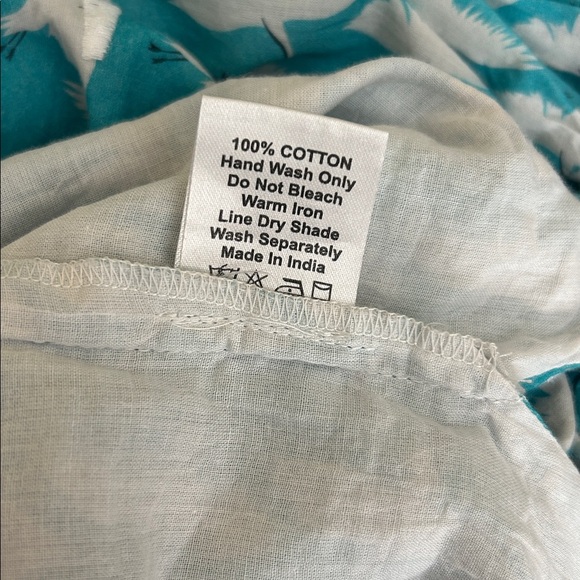 100% COTTON
Hand Wash Only
Do Not Bleach
Warm Iron
Line Dry Shade
Wash Separately
Made In India